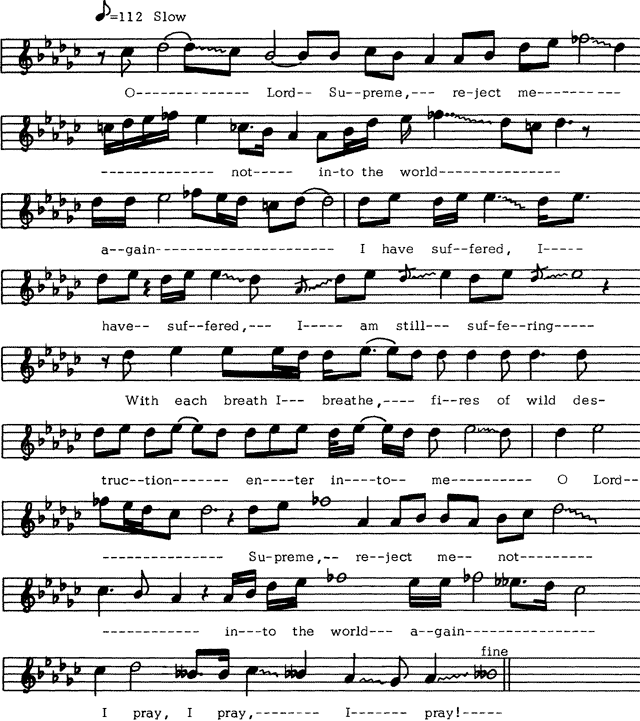 ♪=112 Slow
O------------- Lord-- Su--preme,--- re-ject me-----------
-------------- not----- in-to the world----------------
a--gain---------------------- I have suf--fered, I-----
have-- suf--fered,--- I----- am still--- suf-fe--ring-----
With each breath I--- breathe,---- fi--res of wild des-
truc--tion------- en---ter in----to-- me---------- O Lord--
--------------- Su-preme,-- re--ject me-- not---------
------------ in---to the world--- a--gain----------------
fine
I pray, I pray,-------- I------ pray!-----